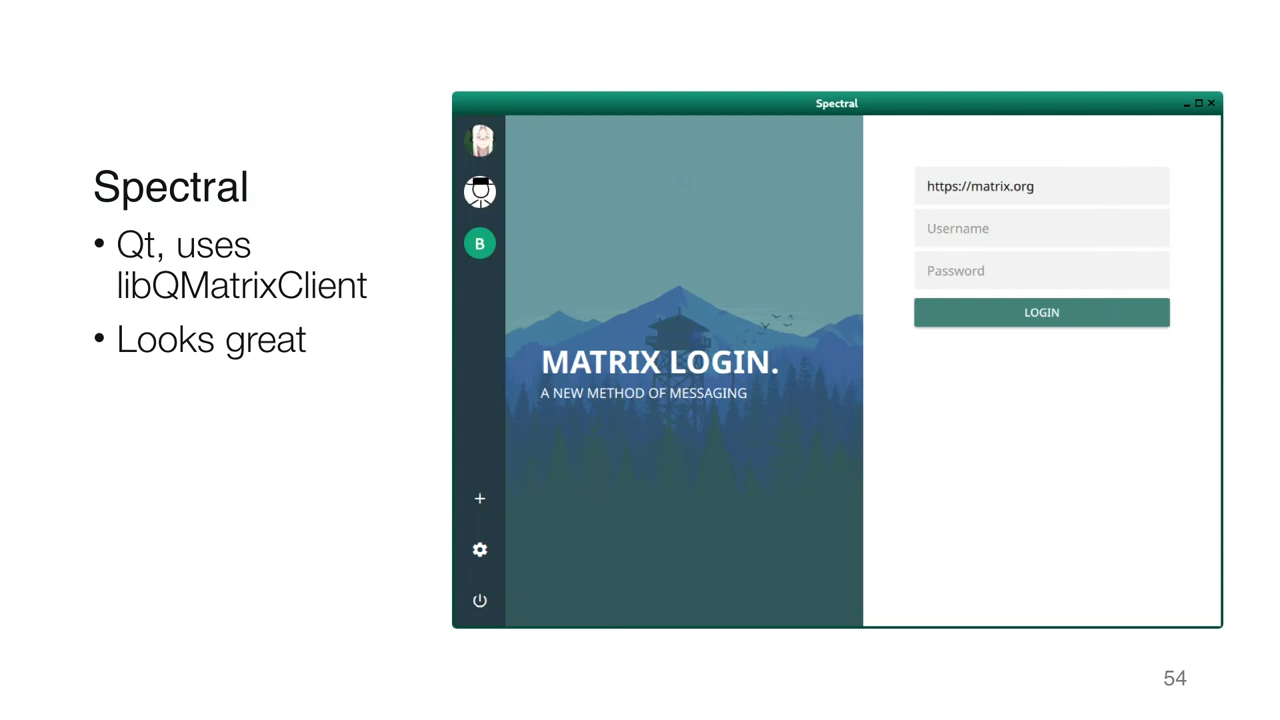 Spectral
• Qt, uses
libQMatrixClient
• Looks great
Spectral
B
MATRIX LOGIN.
A NEW METHOD OF MESSAGING
https://matrix.org
Username
Password
LOGIN
54